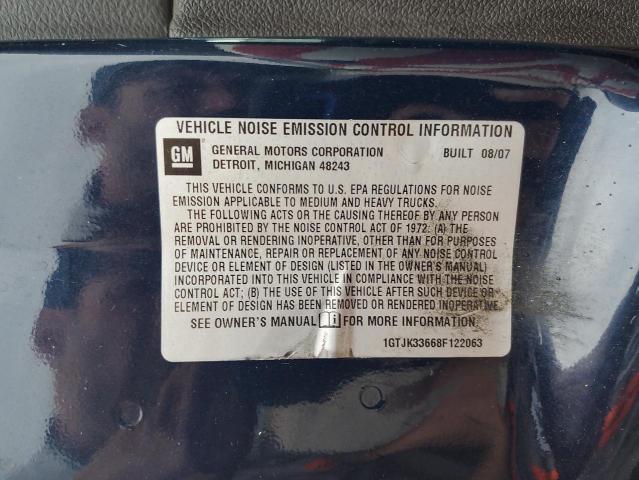 VEHICLE NOISE EMISSION CONTROL INFORMATION
GM GENERAL MOTORS CORPORATION BUILT 08/07
DETROIT, MICHIGAN 48243
THIS VEHICLE CONFORMS TO U.S. EPA REGULATIONS FOR NOISE
EMISSION APPLICABLE TO MEDIUM AND HEAVY TRUCKS.
THE FOLLOWING ACTS OR THE CAUSING THEREOF BY ANY PERSON
ARE PROHIBITED BY THE NOISE CONTROL ACT OF 1972: (A) THE
REMOVAL OR RENDERING INOPERATIVE, OTHER THAN FOR PURPOSES
OF MAINTENANCE, REPAIR OR REPLACEMENT OF ANY NOISE CONTROL
DEVICE OR ELEMENT OF DESIGN (LISTED IN THE OWNER'S MANUAL)
INCORPORATED INTO THIS VEHICLE IN COMPLIANCE WITH THE NOISE
CONTROL ACT; (B) THE USE OF THIS VEHICLE AFTER SUCH DEVICE OR
ELEMENT OF DESIGN HAS BEEN REMOVED OR RENDERED INOPERATIVE.
SEE OWNER'S MANUAL FOR MORE INFORMATION.
1GTJK33668F122063